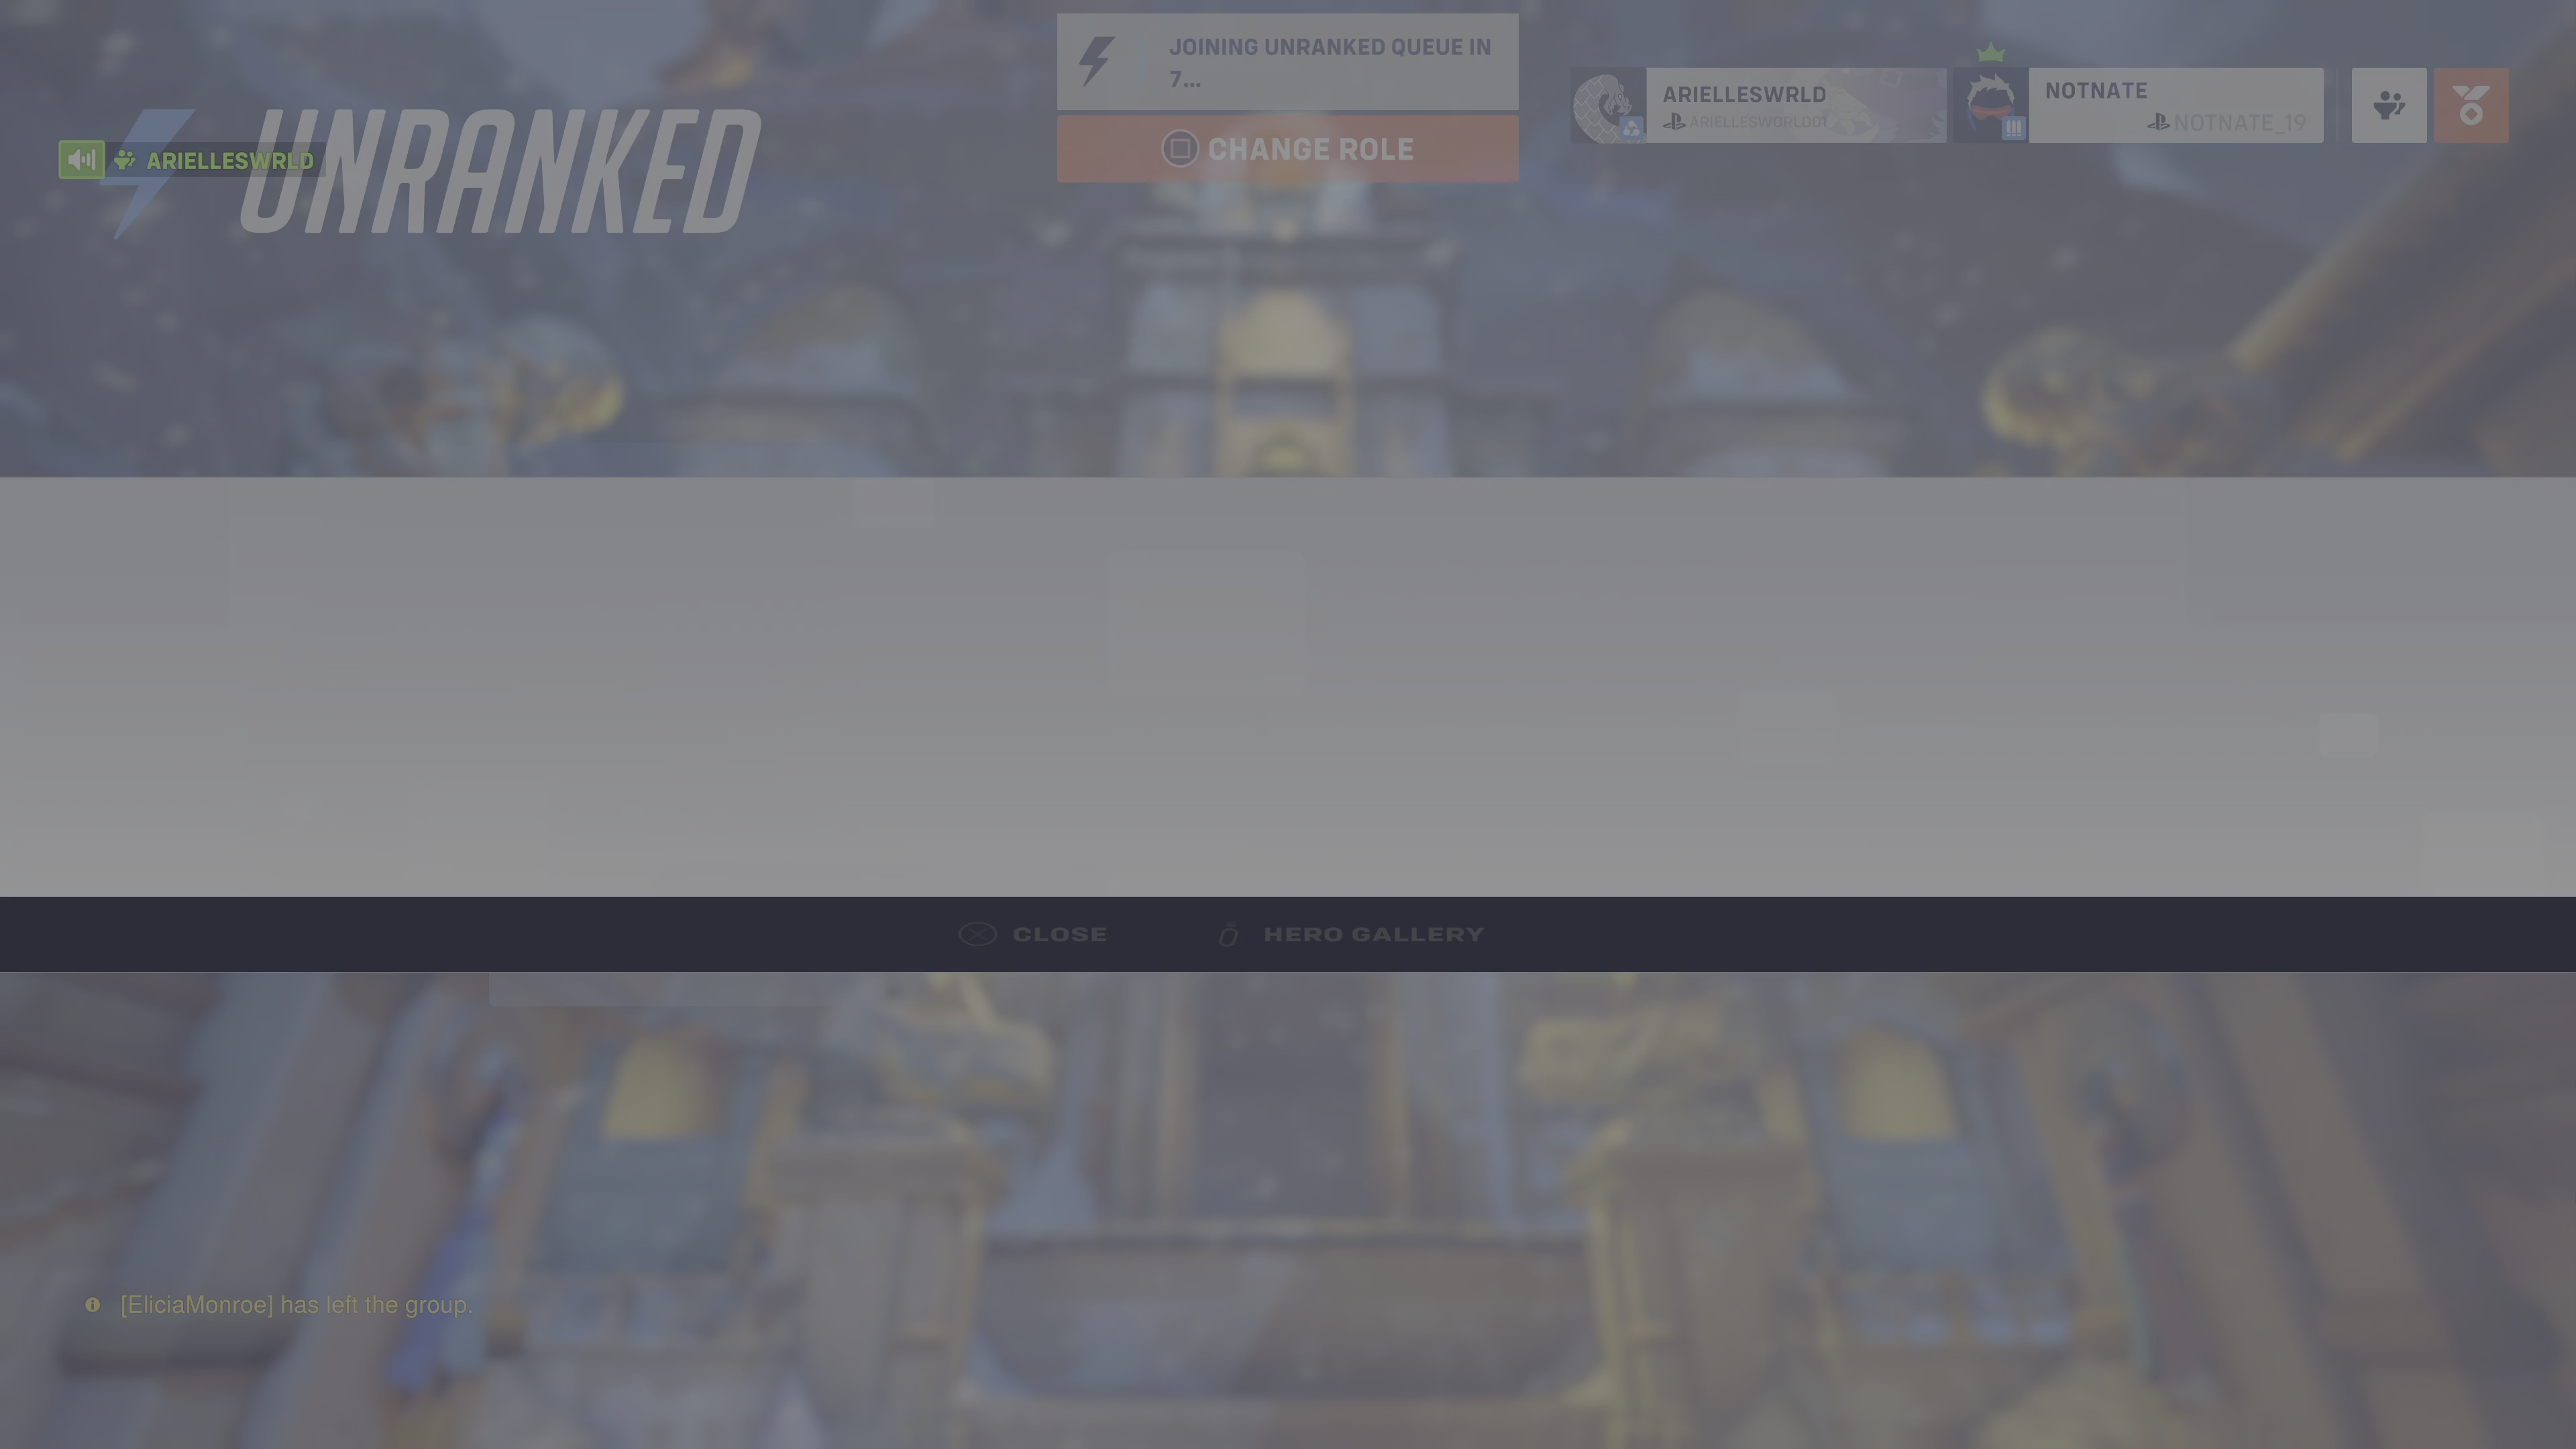 JOINING UNRANKED QUEUE IN
7...
CHANGE ROLE
ARIELLESWRLD
ARIELLESWORLD01
NOTNATE
NOTNATE_19
ARIELLESWRLD
UNRANKED
CLOSE
HERO GALLERY
[EliciaMonroe] has left the group.